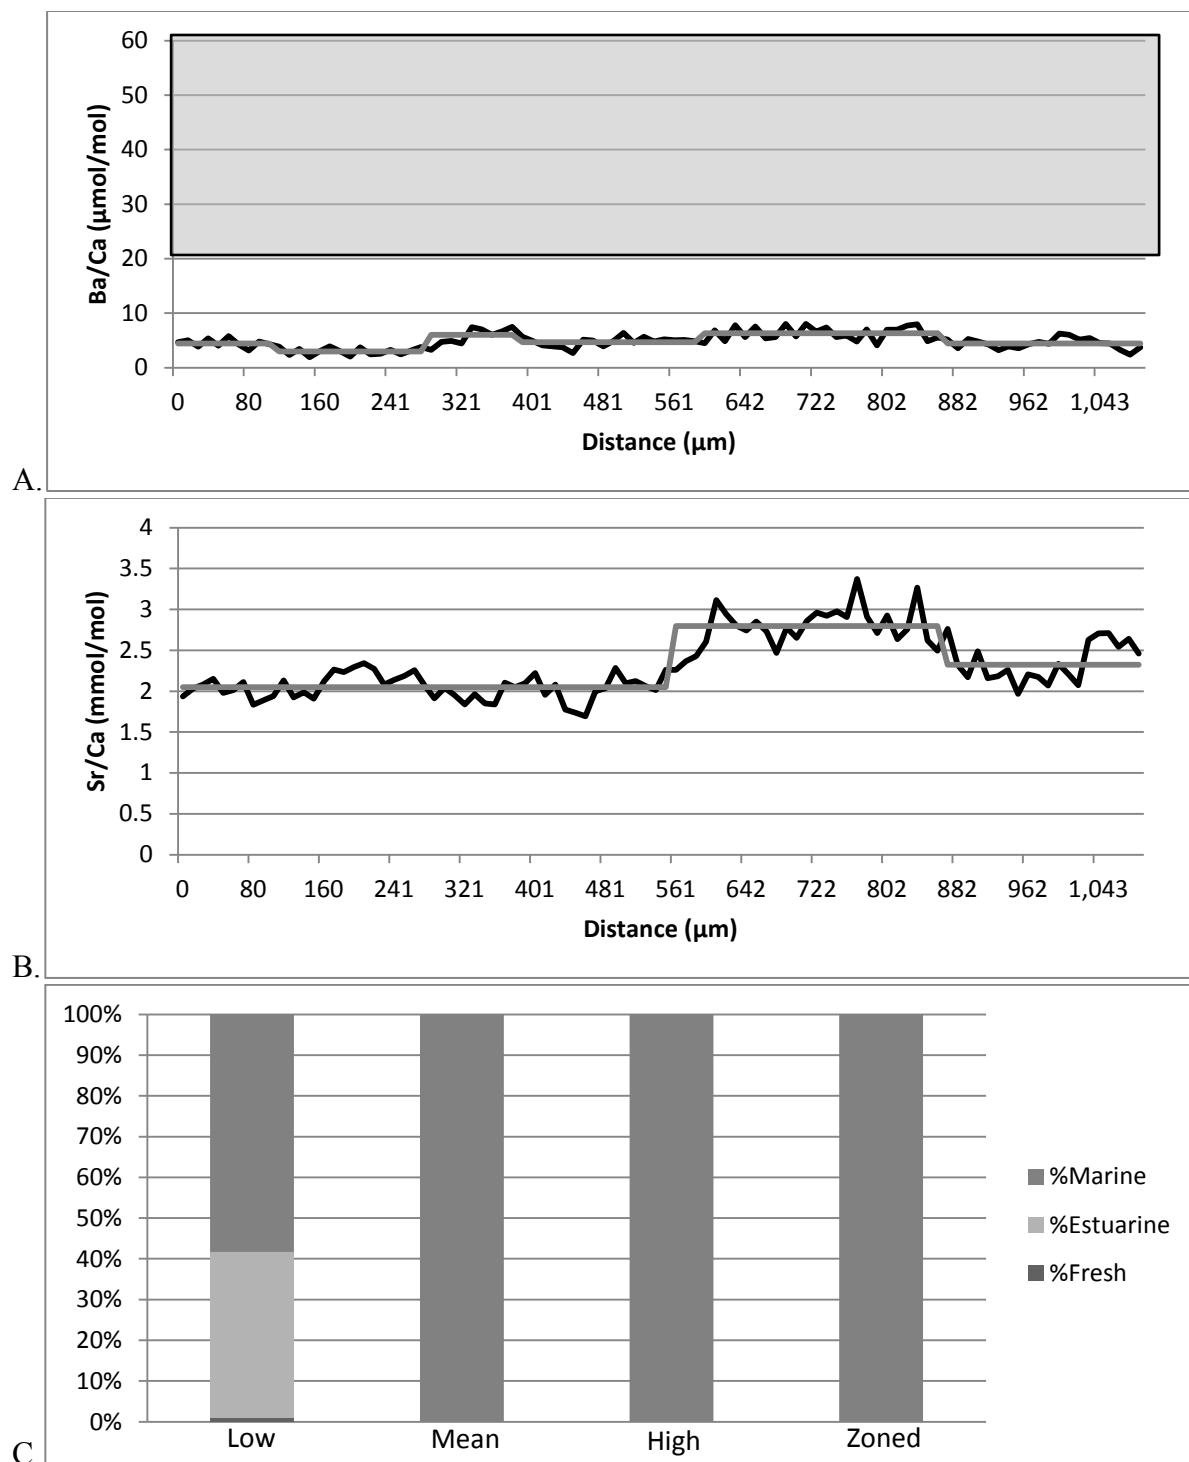 60
50
40
30
20
10
0
Ba/Ca (µmol/mol)
0 80 160 241 321 401 481 561 642 722 802 882 962 1,043
Distance (µm)
A.
4
3.5
3
2.5
2
1.5
1
0.5
0
Sr/Ca (mmol/mol)
0 80 160 241 321 401 481 561 642 722 802 882 962 1,043
Distance (µm)
B.
100%
90%
80%
70%
60%
50%
40%
30%
20%
10%
0%
Low Mean High Zoned
%Marine
%Estuarine
%Fresh
C